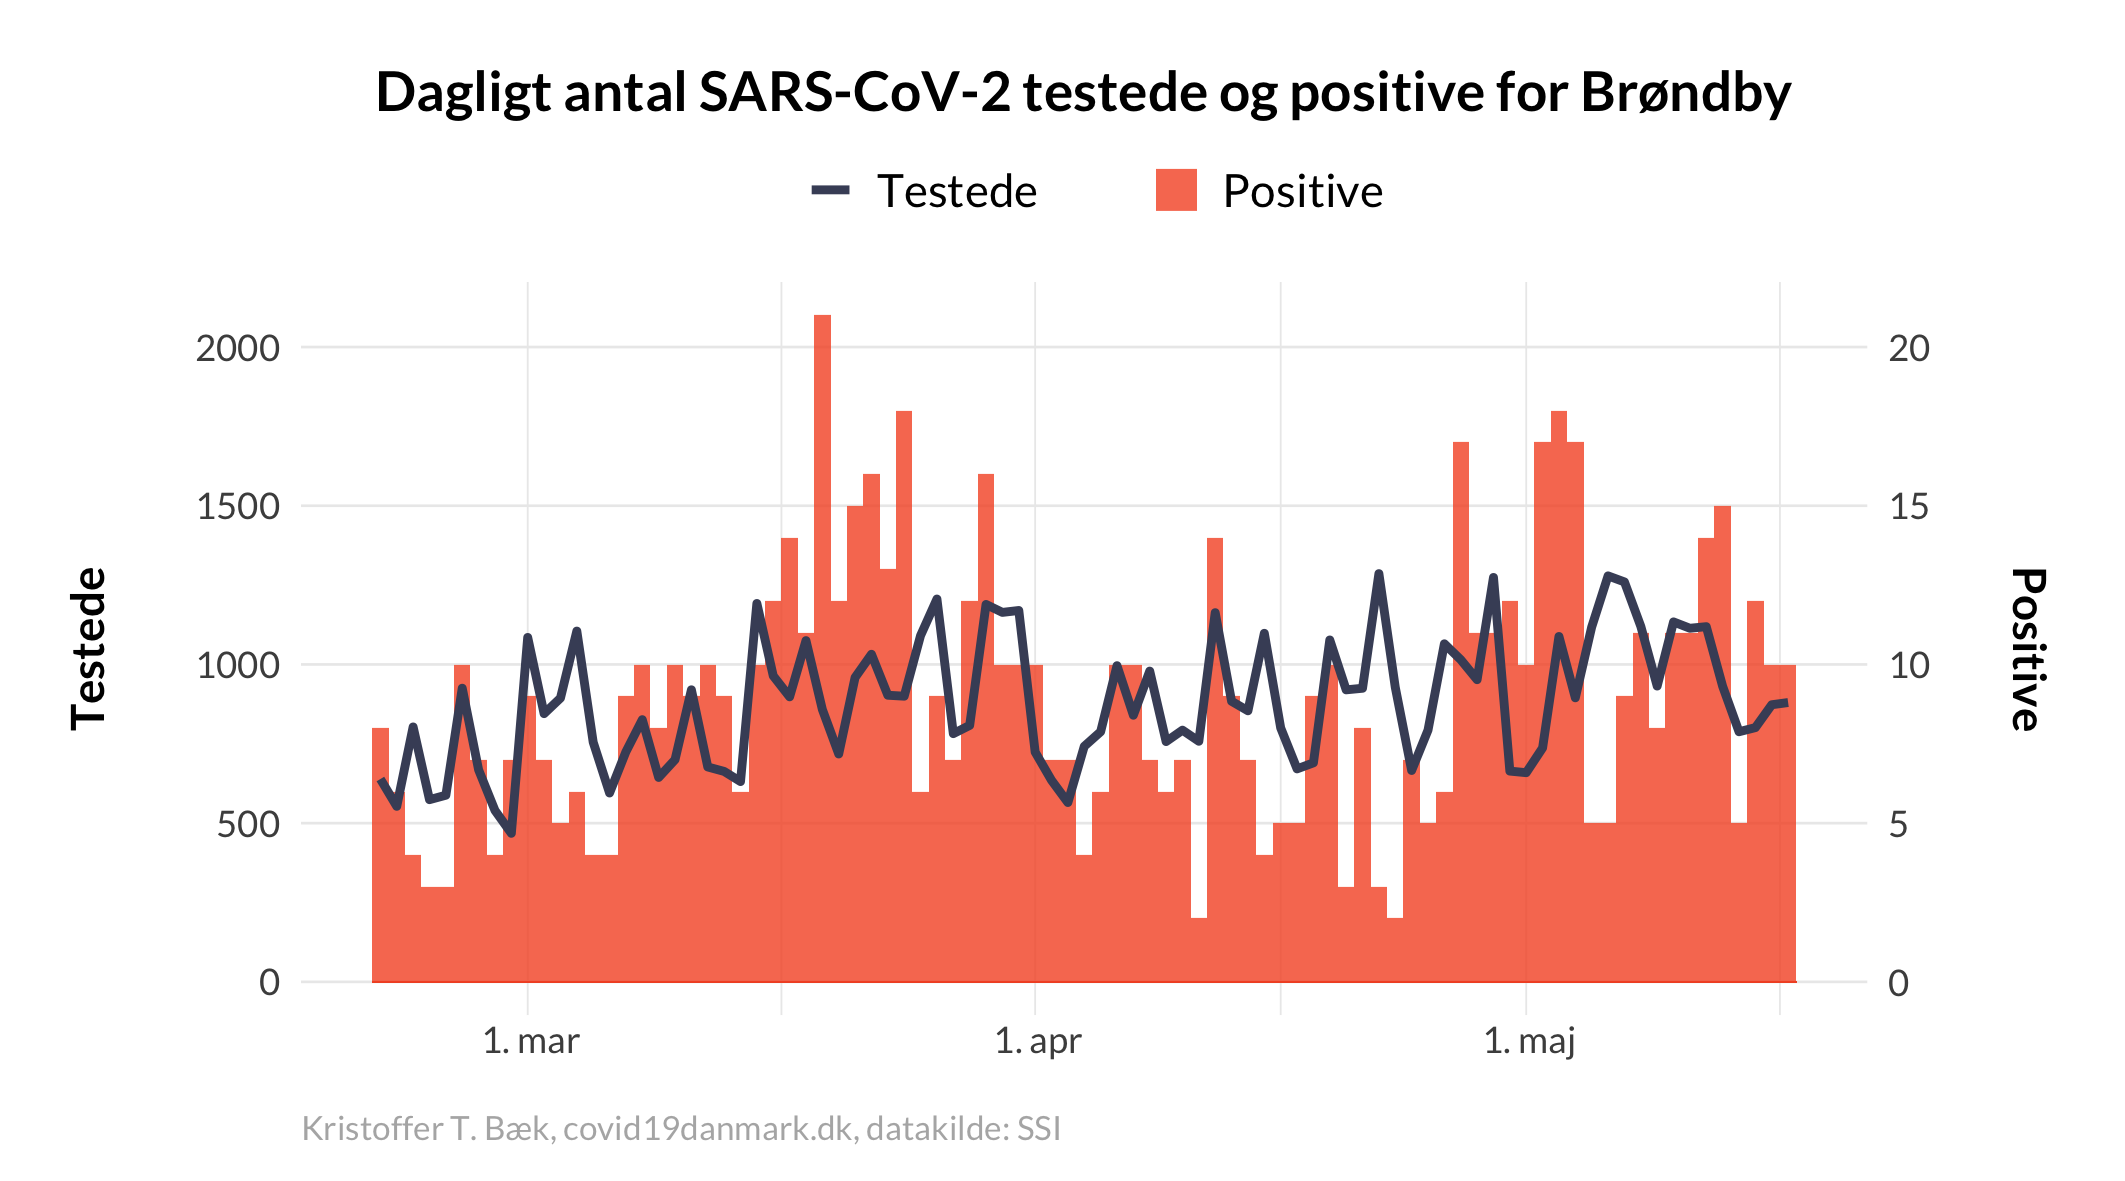 Dagligt antal SARS-CoV-2 testede og positive for Brøndby
Testede
Positive
2000
1500
1000
500
0
Testede
20
15
10
5
0
Positive
1. mar
1. apr
1. maj
Kristoffer T. Bæk, covid19danmark.dk, datakilde: SSI